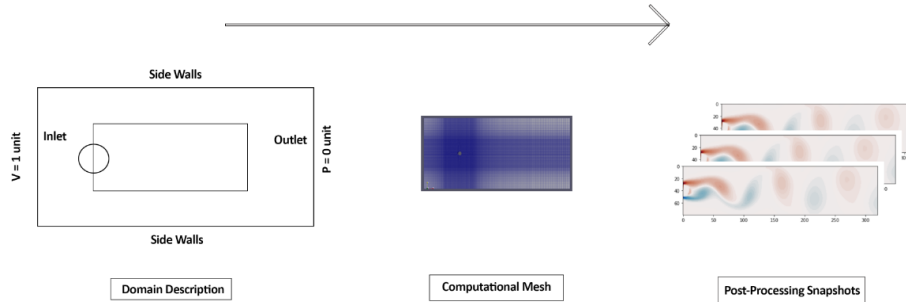 Side Walls
Inlet
Outlet
V = 1 unit
P = 0 unit
Side Walls
0
20
40
0
20
40
0
20
40
60
0 50 100 150 200 250 300
Domain Description
Computational Mesh
Post-Processing Snapshots